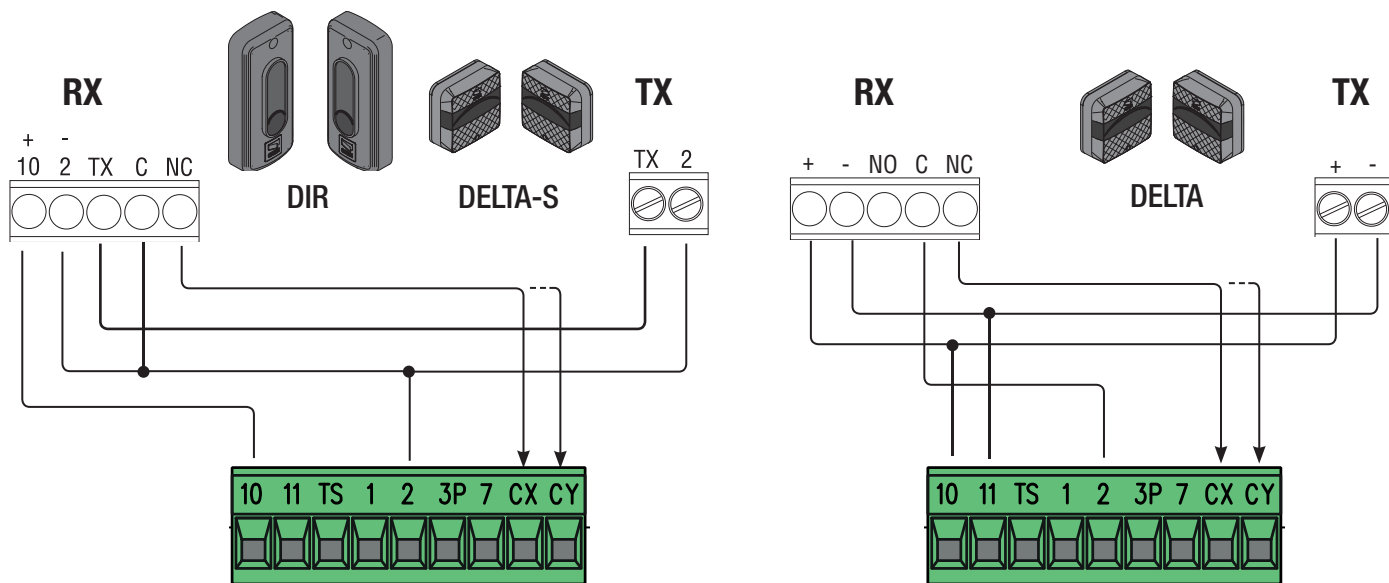 RX
TX
+ -
10 2 TX C NC
TX 2
DIR
DELTA-S
10 11 TS 1 2 3P 7 CX CY
RX
TX
+ - NO C NC
+ -
DELTA
10 11 TS 1 2 3P 7 CX CY